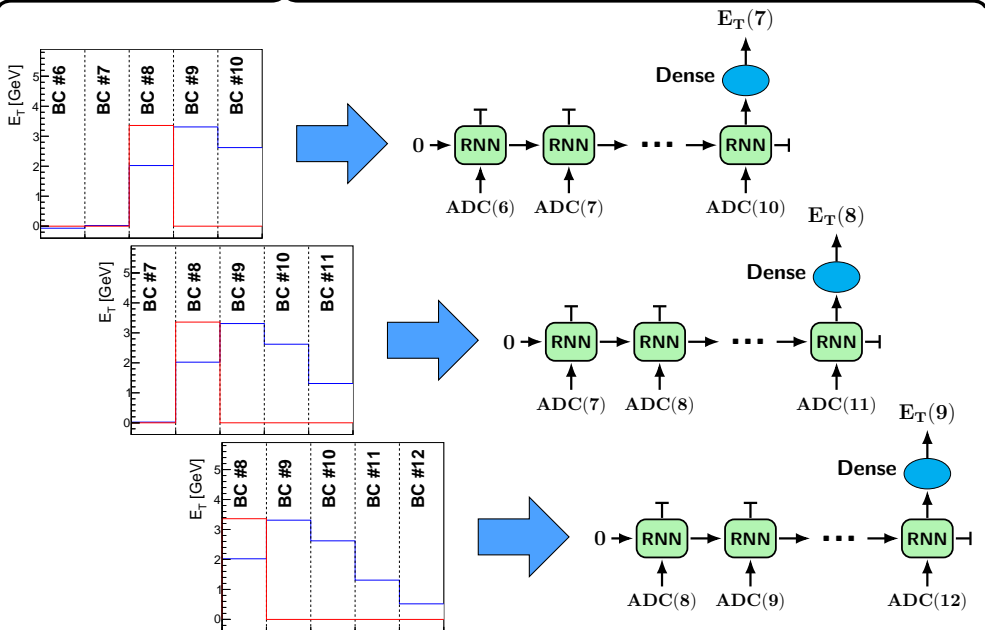 E_T(7)
Dense
E_T [GeV]
BC #6 BC #7 BC #8 BC #9 BC #10
5
4
3
2
1
0
0 RNN RNN ... RNN
ADC(6) ADC(7) ADC(10)
E_T(8)
Dense
E_T [GeV]
BC #7 BC #8 BC #9 BC #10 BC #11
5
4
3
2
1
0
0 RNN RNN ... RNN
ADC(7) ADC(8) ADC(11)
E_T(9)
Dense
E_T [GeV]
BC #8 BC #9 BC #10 BC #11 BC #12
5
4
3
2
1
0
0 RNN RNN ... RNN
ADC(8) ADC(9) ADC(12)